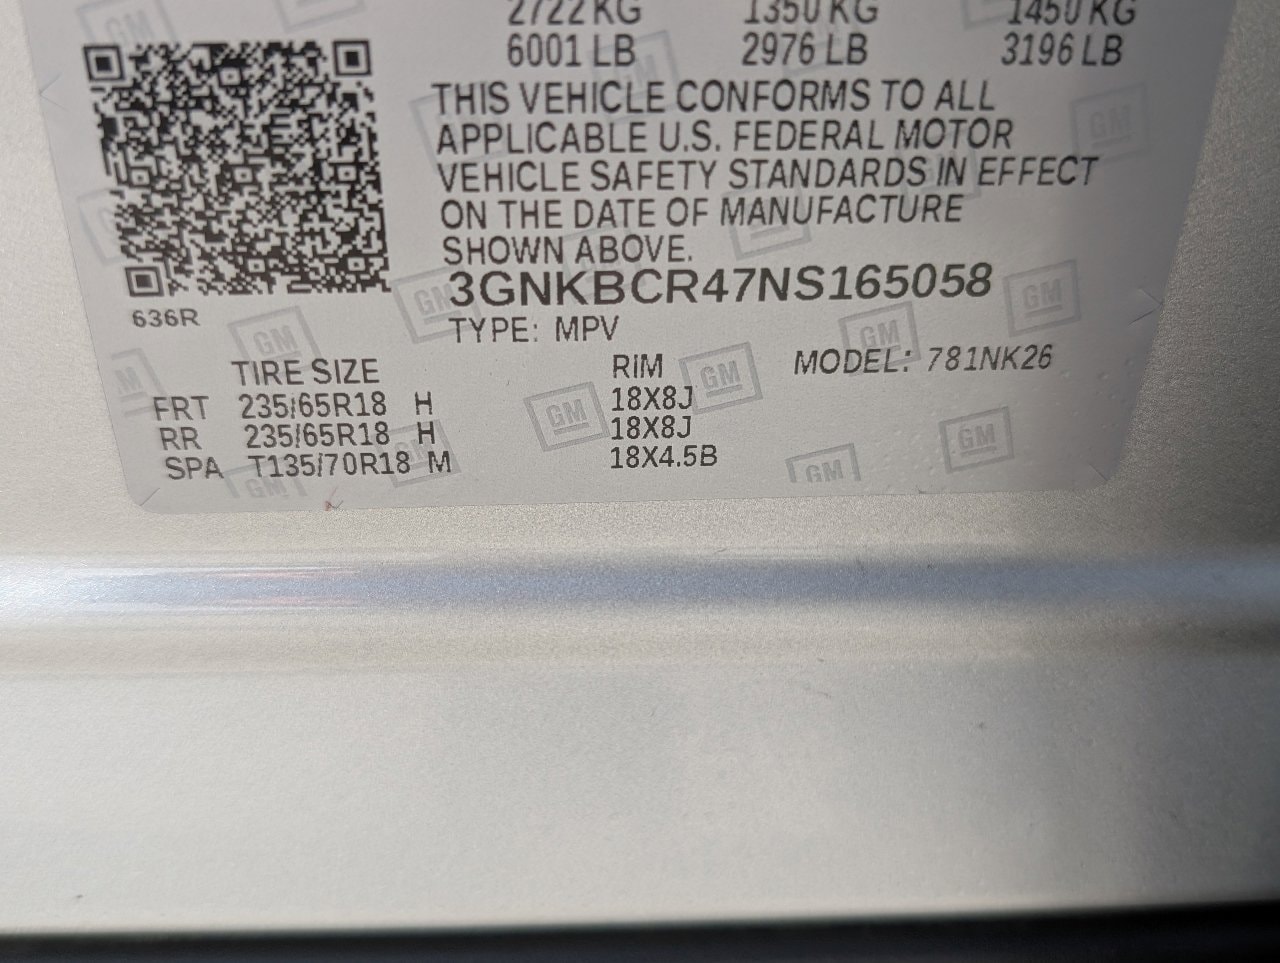 2722 KG 1350 KG 1450 KG
6001 LB 2976 LB 3196 LB
THIS VEHICLE CONFORMS TO ALL
APPLICABLE U.S. FEDERAL MOTOR
VEHICLE SAFETY STANDARDS IN EFFECT
ON THE DATE OF MANUFACTURE
SHOWN ABOVE.
3GNKBCR47NS165058
636R
TYPE: MPV
TIRE SIZE RIM MODEL: 781NK26
FRT 235/65R18 H 18X8J
RR 235/65R18 H 18X8J
SPA T135/70R18 M 18X4.5B